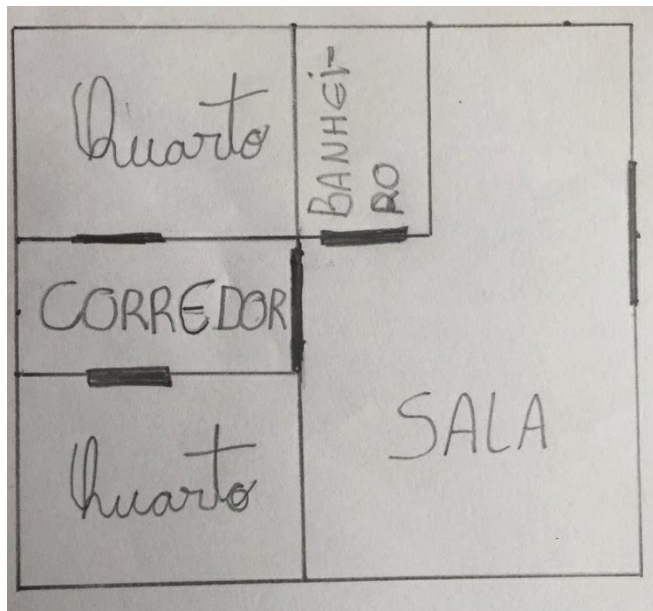 Quarto
BANHEI-
RO
CORREDOR
SALA
Quarto